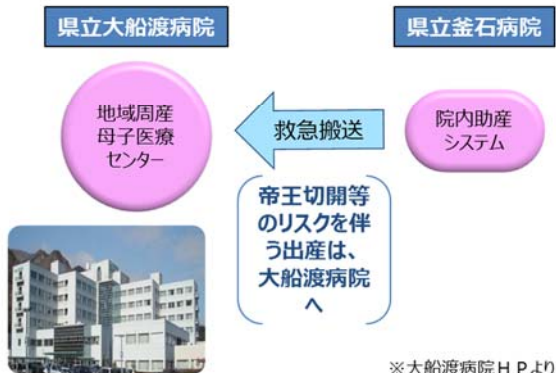 県立大船渡病院
県立釜石病院
地域周産
母子医療
センター
救急搬送
院内助産
システム
帝王切開等
のリスクを伴
う出産は、
大船渡病院
へ
※大船渡病院ＨＰより